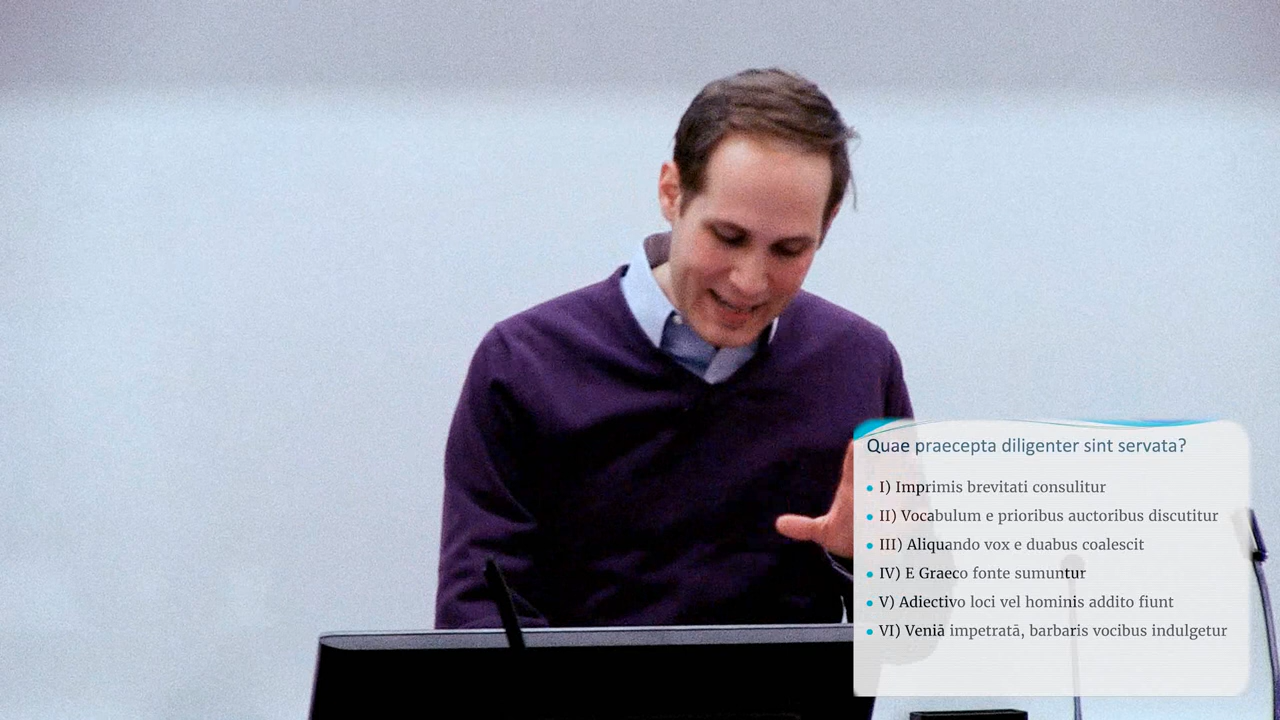 Quae praecepta diligenter sint servata?
I) Imprimis brevitati consulitur
II) Vocabulum e prioribus auctoribus discutitur
III) Aliquando vox e duabus coalescit
IV) E Graeco fonte sumuntur
V) Adiectivo loci vel hominis addito fiunt
VI) Veniā impetratā, barbaris vocibus indulgetur